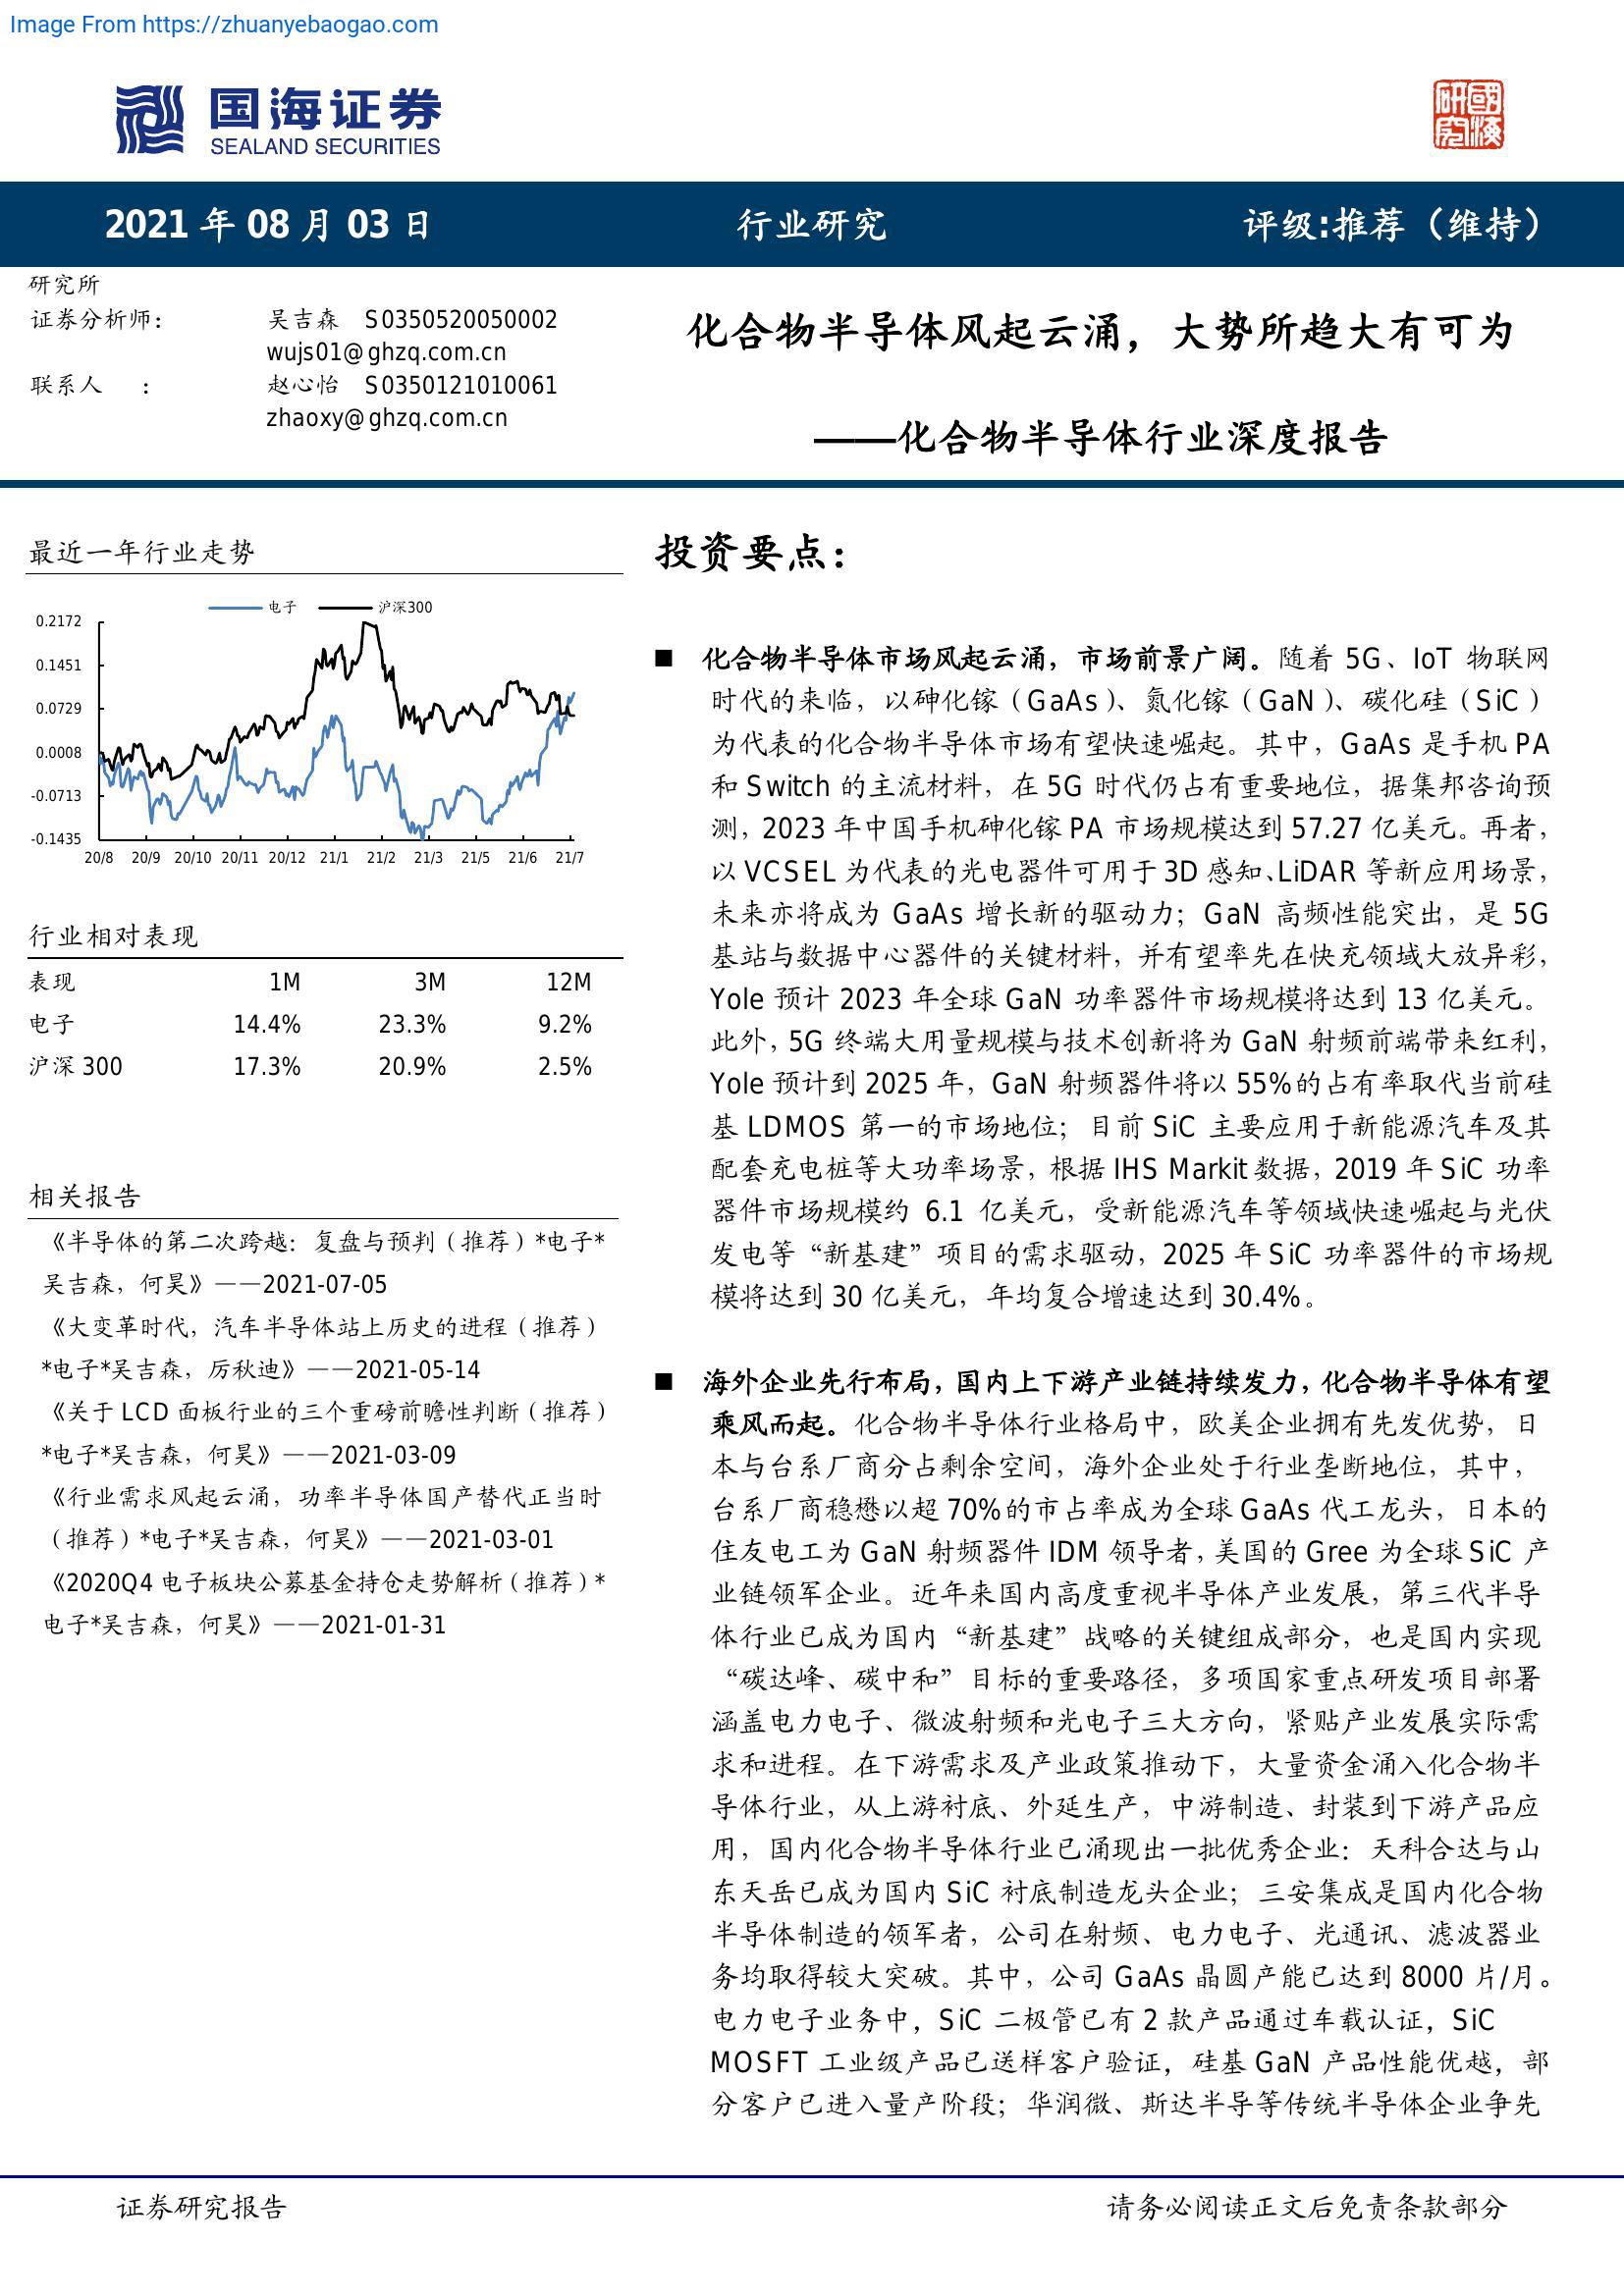 Image From https://zhuanyebaogao.com
国海证券
SEALAND SECURITIES
研國
究海
2021 年 08 月 03 日
行业研究
评级:推荐（维持）
研究所
证券分析师：
吴吉森 S0350520050002
wujs01@ghzq.com.cn
联系人 ：
赵心怡 S0350121010061
zhaoxy@ghzq.com.cn
化合物半导体风起云涌，大势所趋大有可为
——化合物半导体行业深度报告
最近一年行业走势
电子 沪深300
0.2172
0.1451
0.0729
0.0008
-0.0713
-0.1435
20/8 20/9 20/10 20/11 20/12 21/1 21/2 21/3 21/5 21/6 21/7
行业相对表现
表现 1M 3M 12M
电子 14.4% 23.3% 9.2%
沪深 300 17.3% 20.9% 2.5%
相关报告
《半导体的第二次跨越：复盘与预判（推荐）*电子*
吴吉森，何昊》——2021-07-05
《大变革时代，汽车半导体站上历史的进程（推荐）
*电子*吴吉森，厉秋迪》——2021-05-14
《关于 LCD 面板行业的三个重磅前瞻性判断（推荐）
*电子*吴吉森，何昊》——2021-03-09
《行业需求风起云涌，功率半导体国产替代正当时
（推荐）*电子*吴吉森，何昊》——2021-03-01
《2020Q4 电子板块公募基金持仓走势解析（推荐）*
电子*吴吉森，何昊》——2021-01-31
投资要点：
■ 化合物半导体市场风起云涌，市场前景广阔。随着 5G、IoT 物联网
时代的来临，以砷化镓（GaAs）、氮化镓（GaN）、碳化硅（SiC）
为代表的化合物半导体市场有望快速崛起。其中，GaAs 是手机 PA
和 Switch 的主流材料，在 5G 时代仍占有重要地位，据集邦咨询预
测，2023 年中国手机砷化镓 PA 市场规模达到 57.27 亿美元。再者，
以 VCSEL 为代表的光电器件可用于 3D 感知、LiDAR 等新应用场景，
未来亦将成为 GaAs 增长新的驱动力；GaN 高频性能突出，是 5G
基站与数据中心器件的关键材料，并有望率先在快充领域大放异彩，
Yole 预计 2023 年全球 GaN 功率器件市场规模将达到 13 亿美元。
此外，5G 终端大用量规模与技术创新将为 GaN 射频前端带来红利，
Yole 预计到 2025 年，GaN 射频器件将以 55%的占有率取代当前硅
基 LDMOS 第一的市场地位；目前 SiC 主要应用于新能源汽车及其
配套充电桩等大功率场景，根据 IHS Markit 数据，2019 年 SiC 功率
器件市场规模约 6.1 亿美元，受新能源汽车等领域快速崛起与光伏
发电等“新基建”项目的需求驱动，2025 年 SiC 功率器件的市场规
模将达到 30 亿美元，年均复合增速达到 30.4%。
■ 海外企业先行布局，国内上下游产业链持续发力，化合物半导体有望
乘风而起。化合物半导体行业格局中，欧美企业拥有先发优势，日
本与台系厂商分占剩余空间，海外企业处于行业垄断地位，其中，
台系厂商稳懋以超 70%的市占率成为全球 GaAs 代工龙头，日本的
住友电工为 GaN 射频器件 IDM 领导者，美国的 Gree 为全球 SiC 产
业链领军企业。近年来国内高度重视半导体产业发展，第三代半导
体行业已成为国内“新基建”战略的关键组成部分，也是国内实现
“碳达峰、碳中和”目标的重要路径，多项国家重点研发项目部署
涵盖电力电子、微波射频和光电子三大方向，紧贴产业发展实际需
求和进程。在下游需求及产业政策推动下，大量资金涌入化合物半
导体行业，从上游衬底、外延生产，中游制造、封装到下游产品应
用，国内化合物半导体行业已涌现出一批优秀企业：天科合达与山
东天岳已成为国内 SiC 衬底制造龙头企业；三安集成是国内化合物
半导体制造的领军者，公司在射频、电力电子、光通讯、滤波器业
务均取得较大突破。其中，公司 GaAs 晶圆产能已达到 8000 片/月。
电力电子业务中，SiC 二极管已有 2 款产品通过车载认证，SiC
MOSFT 工业级产品已送样客户验证，硅基 GaN 产品性能优越，部
分客户已进入量产阶段；华润微、斯达半导等传统半导体企业争先
证券研究报告
请务必阅读正文后免责条款部分